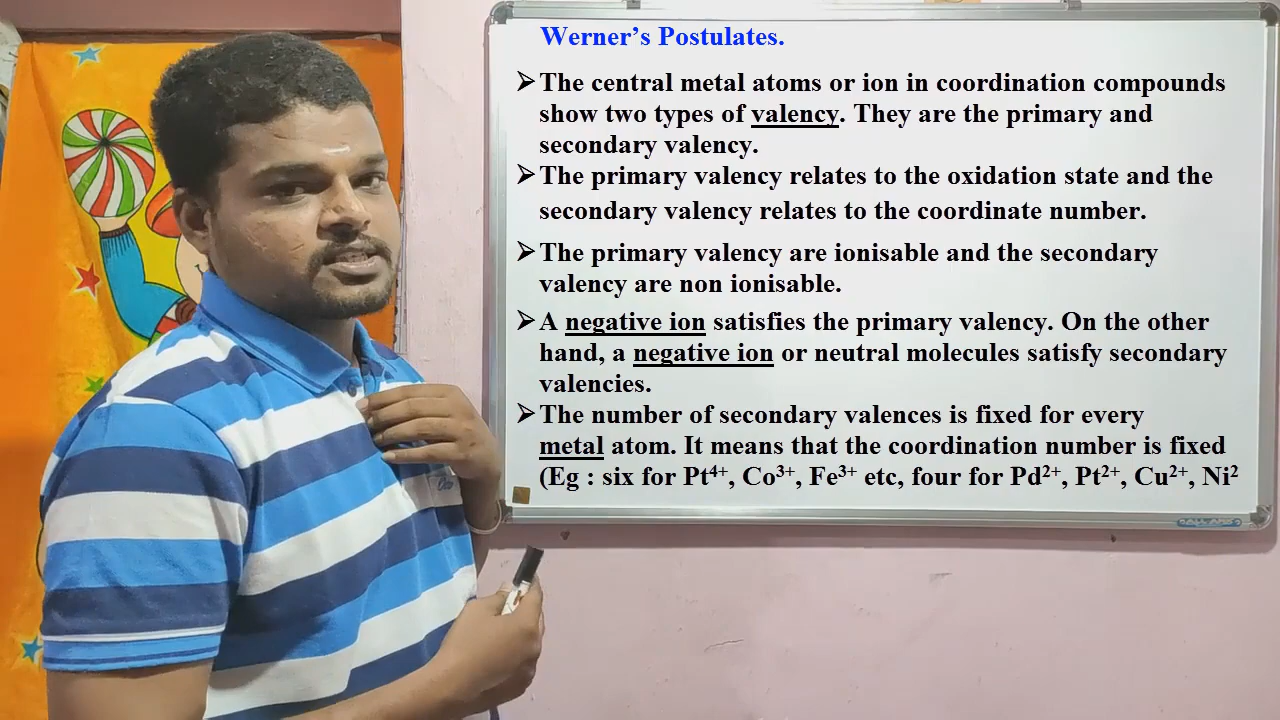 Werner’s Postulates.
➢The central metal atoms or ion in coordination compounds
show two types of valency. They are the primary and
secondary valency.
➢The primary valency relates to the oxidation state and the
secondary valency relates to the coordinate number.
➢The primary valency are ionisable and the secondary
valency are non ionisable.
➢A negative ion satisfies the primary valency. On the other
hand, a negative ion or neutral molecules satisfy secondary
valencies.
➢The number of secondary valences is fixed for every
metal atom. It means that the coordination number is fixed
(Eg : six for Pt⁴⁺, Co³⁺, Fe³⁺ etc, four for Pd²⁺, Pt²⁺, Cu²⁺, Ni²